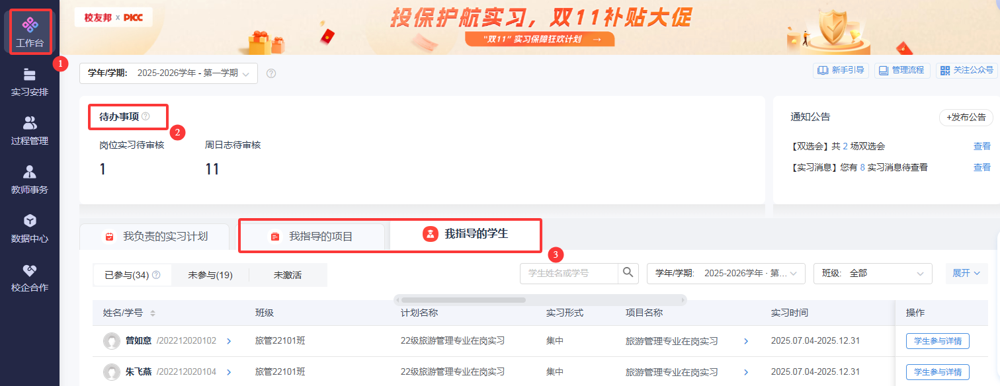 工作台
1
实习安排
过程管理
教师事务
数据中心
校企合作
校友邦 x PICC
投保护航实习，双11补贴大促
“双11”实习保障狂欢计划 →
学年/学期: 2025-2026学年 - 第一学期
新手引导 管理流程 关注公众号
待办事项
2
岗位实习待审核 周日志待审核
1 11
通知公告 +发布公告
【双选会】共 2 场双选会 查看
【实习消息】您有 8 实习消息待查看 查看
我负责的实习计划 我指导的项目 我指导的学生
3
已参与(34) 未参与(19) 未激活
学生姓名或学号 学年/学期: 2025-2026学年 · 第... 班级: 全部 展开
姓名/学号 班级 计划名称 实习形式 项目名称 实习时间 操作
曾如意 /202212020102 旅管22101班 22级旅游管理专业在岗实习 集中 旅游管理专业在岗实习 2025.07.04-2025.12.31 学生参与详情
朱飞燕 /202212020104 旅管22101班 22级旅游管理专业在岗实习 集中 旅游管理专业在岗实习 2025.07.04-2025.12.31 学生参与详情